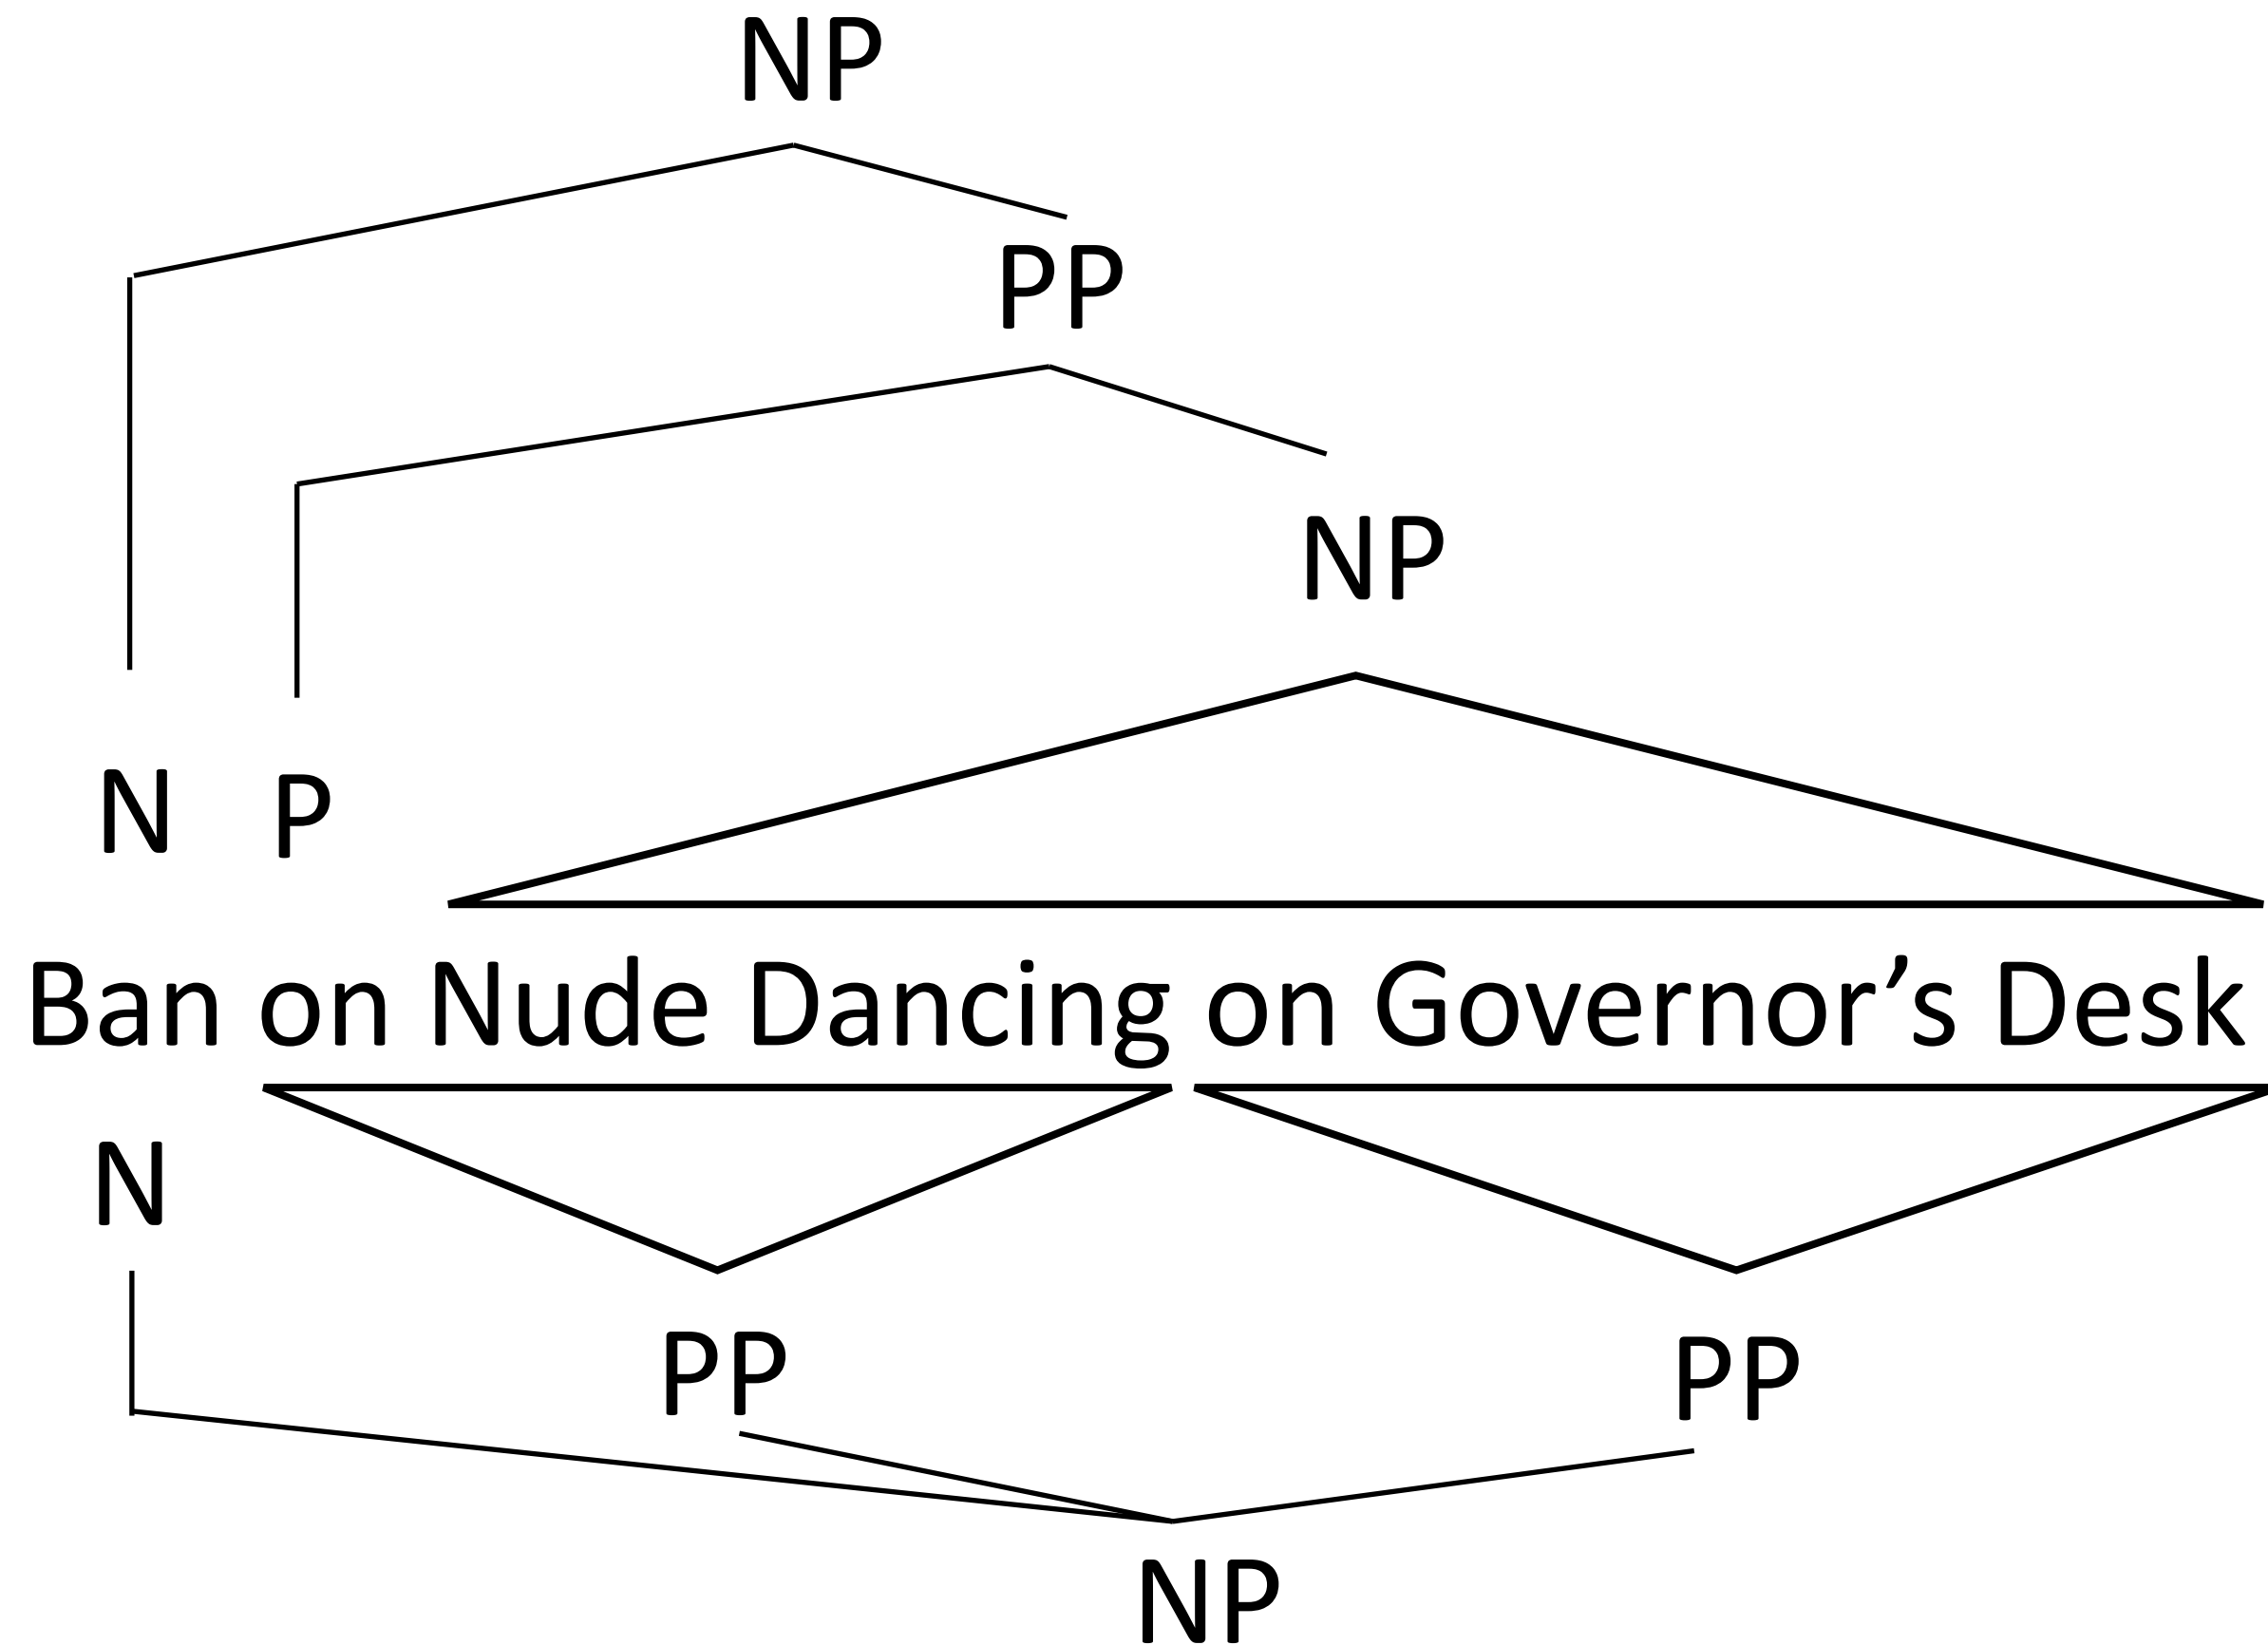 NP
PP
NP
N P
Ban on Nude Dancing on Governor’s Desk
N
PP PP
NP